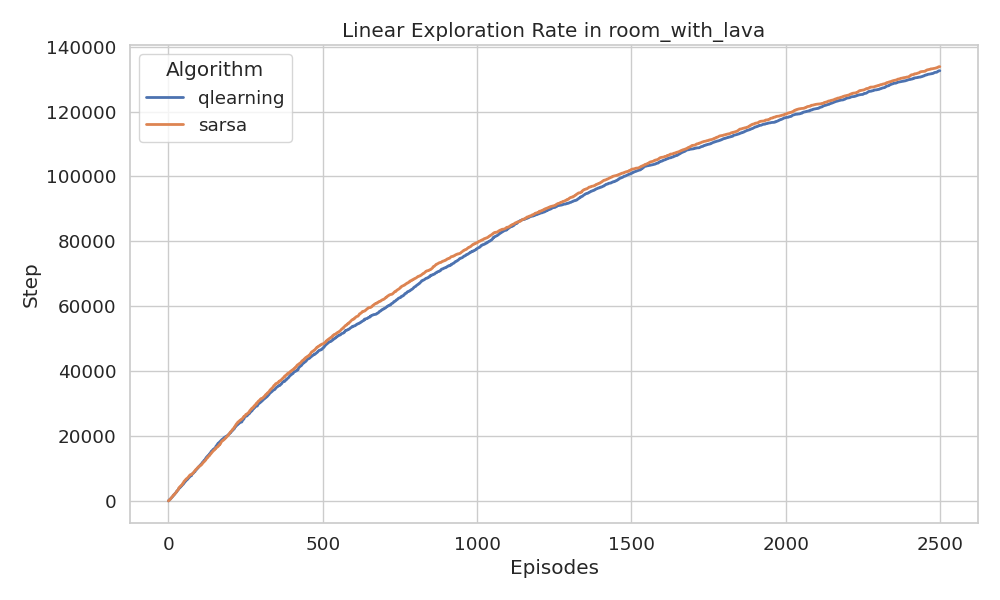 Linear Exploration Rate in room_with_lava
140000
120000
100000
80000
60000
40000
20000
0
Step
Algorithm
qlearning
sarsa
0 500 1000 1500 2000 2500
Episodes